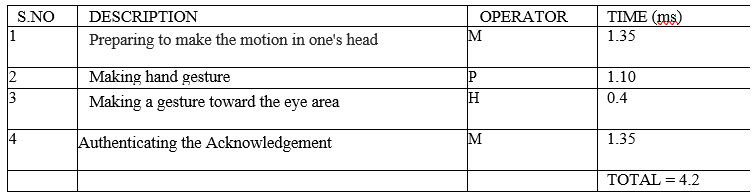 S.NO DESCRIPTION OPERATOR TIME (ms)
1 Preparing to make the motion in one's head M 1.35
2 Making hand gesture P 1.10
3 Making a gesture toward the eye area H 0.4
4 Authenticating the Acknowledgement M 1.35
TOTAL = 4.2